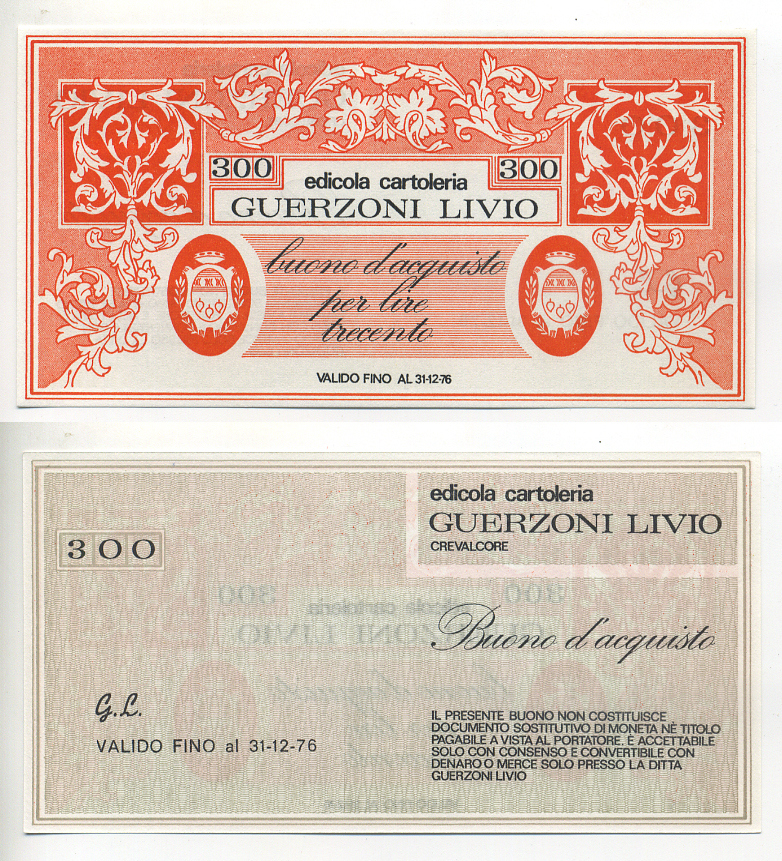 300
300
edicola cartoleria
GUERZONI LIVIO
buono d'acquisto
per lire
trecento
VALIDO FINO AL 31-12-76
edicola cartoleria
GUERZONI LIVIO
CREVALCORE
300
Buono d'acquisto
G.L.
VALIDO FINO al 31-12-76
IL PRESENTE BUONO NON COSTITUISCE
DOCUMENTO SOSTITUTIVO DI MONETA NÈ TITOLO
PAGABILE A VISTA AL PORTATORE. È ACCETTABILE
SOLO CON CONSENSO E CONVERTIBILE CON
DENARO O MERCE SOLO PRESSO LA DITTA
GUERZONI LIVIO